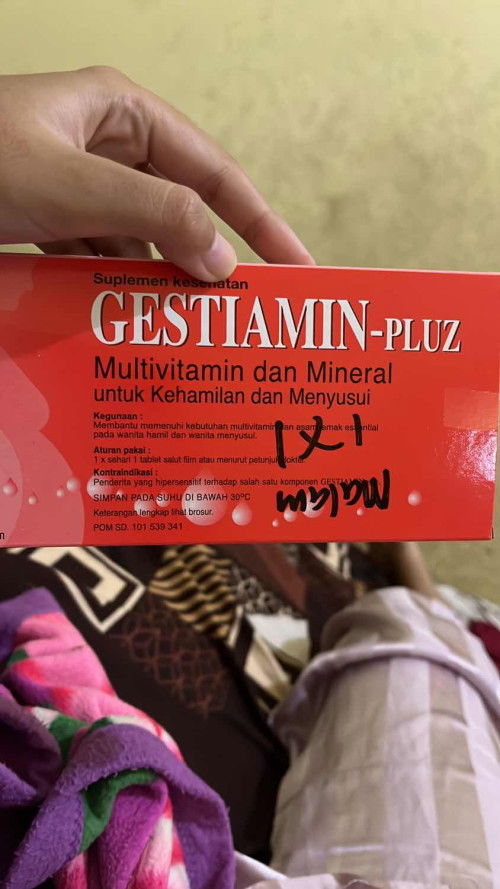 Suplemen kesehatan
GESTIAMIN-PLUZ
Multivitamin dan Mineral
untuk Kehamilan dan Menyusui
Kegunaan :
Membantu memenuhi kebutuhan multivitamin dan asam lemak esential
pada wanita hamil dan wanita menyusui.
Aturan pakai :
1 x sehari 1 tablet salut film atau menurut petunjuk dokter.
Kontraindikasi :
Penderita yang hipersensitif terhadap salah satu komponen GESTIAMIN
SIMPAN PADA SUHU DI BAWAH 30°C
Keterangan lengkap lihat brosur.
POM SD. 101 539 341
1X1
Malam